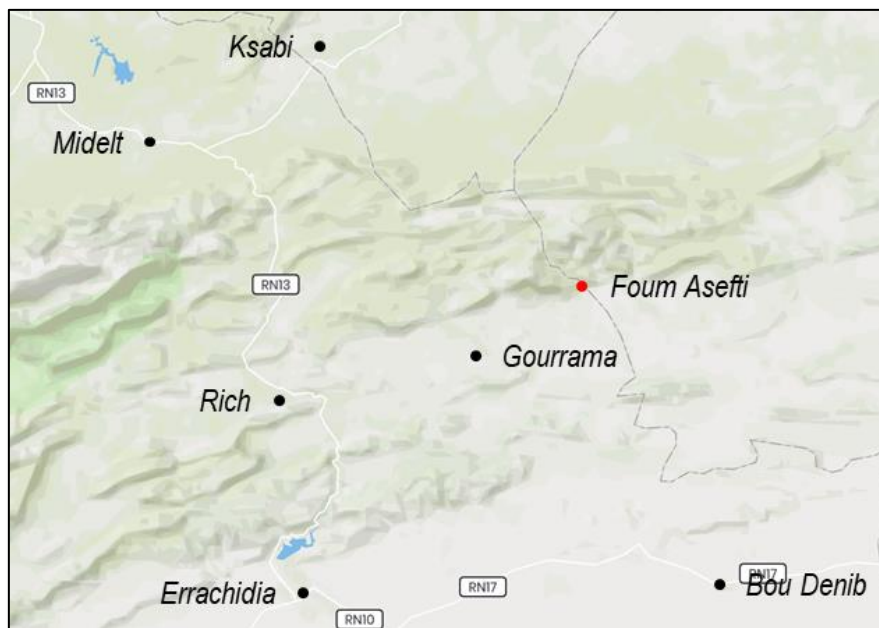 Ksabi
RN13
Midelt
RN13
Foum Asefti
Gourrama
Rich
RN17
Bou Denib
RN17
Errachidia
RN10